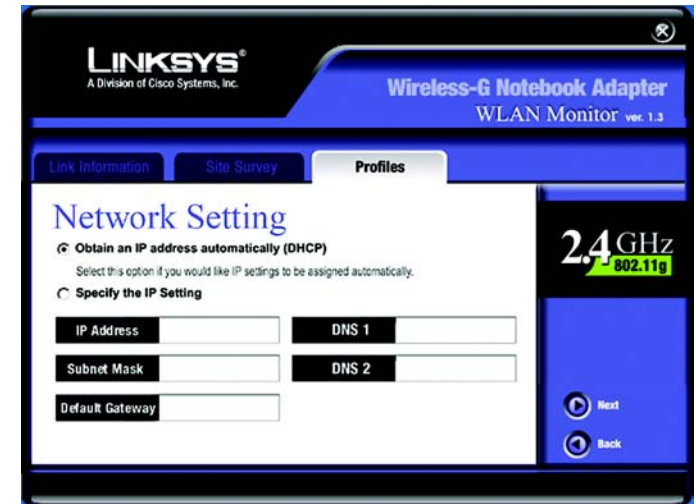 LINKSYS®
A Division of Cisco Systems, Inc.
Wireless-G Notebook Adapter
WLAN Monitor ver. 1.3
Link Information
Site Survey
Profiles
Network Setting
Obtain an IP address automatically (DHCP)
Select this option if you would like IP settings to be assigned automatically.
Specify the IP Setting
IP Address
DNS 1
Subnet Mask
DNS 2
Default Gateway
2.4 GHz
802.11g
Next
Back